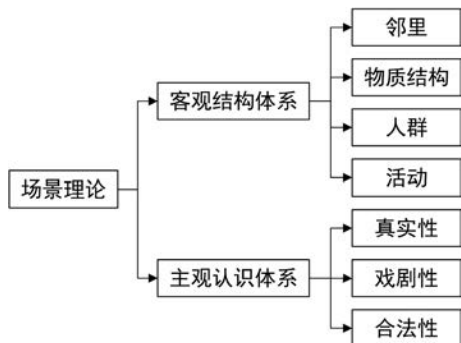 场景理论
客观结构体系
邻里
物质结构
人群
活动
主观认识体系
真实性
戏剧性
合法性